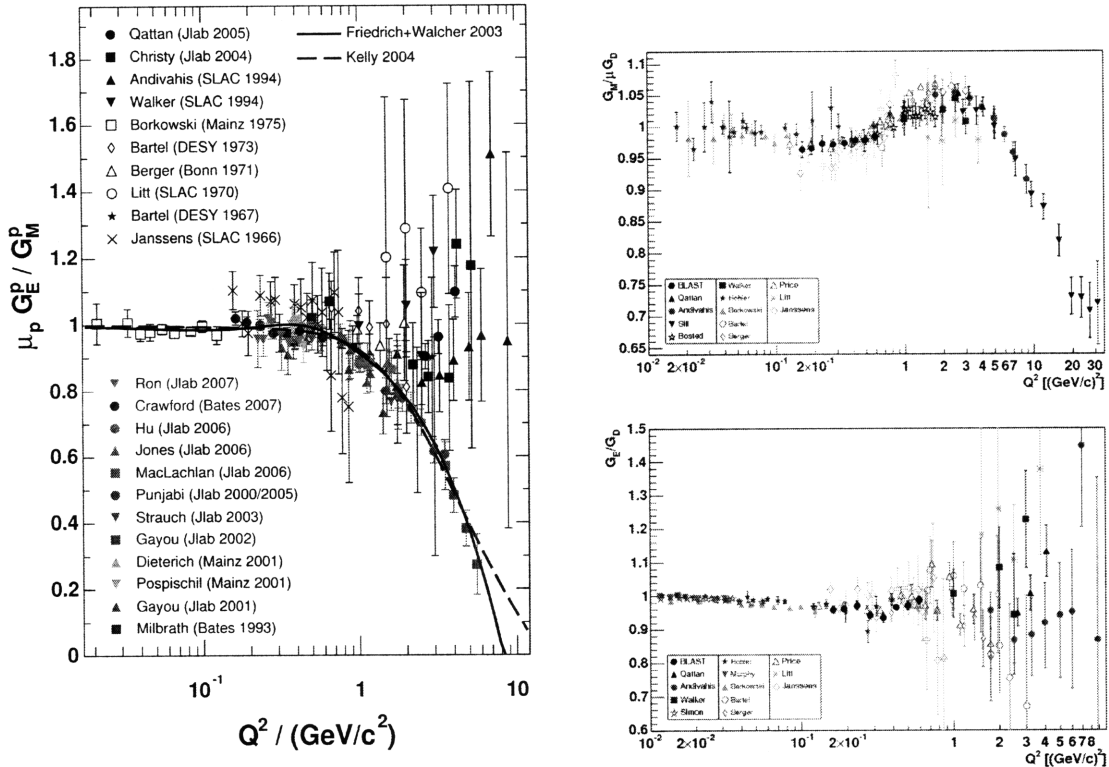 Qattan (Jlab 2005)
Christy (Jlab 2004)
Andivahis (SLAC 1994)
Walker (SLAC 1994)
Borkowski (Mainz 1975)
Bartel (DESY 1973)
Berger (Bonn 1971)
Litt (SLAC 1970)
Bartel (DESY 1967)
Janssens (SLAC 1966)
Friedrich+Walcher 2003
Kelly 2004
1.8
1.6
1.4
1.2
1
0.8
0.6
0.4
0.2
0
μp GEp / GMp
Ron (Jlab 2007)
Crawford (Bates 2007)
Hu (Jlab 2006)
Jones (Jlab 2006)
MacLachlan (Jlab 2006)
Punjabi (Jlab 2000/2005)
Strauch (Jlab 2003)
Gayou (Jlab 2002)
Dieterich (Mainz 2001)
Pospischil (Mainz 2001)
Gayou (Jlab 2001)
Milbrath (Bates 1993)
10-1 1 10
Q2 / (GeV/c2)
GM/μGD
1.1
1.05
1
0.95
0.9
0.85
0.8
0.75
0.7
0.65
BLAST Walker Price
Qattan Hohler Litt
Andivahis Borkowski Janssens
Sill Bartel
Bosted Berger
10-2 2×10-2 10-1 2×10-1 1 2 3 4 5 6 7 10 20 30
Q2 [(GeV/c)2]
GE/GD
1.5
1.4
1.3
1.2
1.1
1
0.9
0.8
0.7
0.6
BLAST Hohler Price
Qattan Murphy Litt
Andivahis Borkowski Janssens
Walker Bartel
Simon Berger
10-2 2×10-2 10-1 2×10-1 1 2 3 4 5 6 7 8
Q2 [(GeV/c)2]